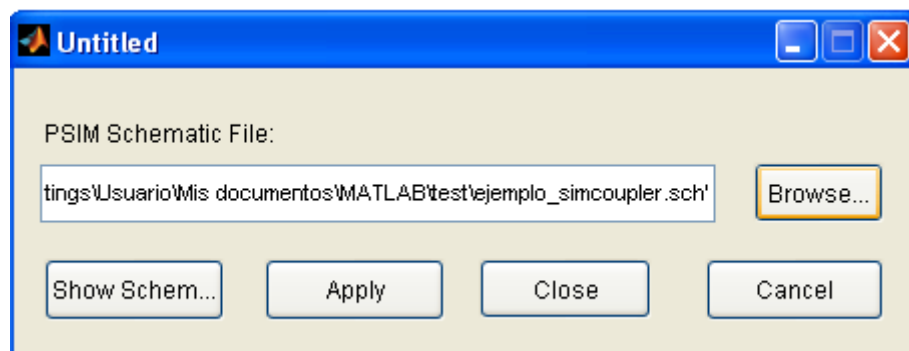 Untitled
PSIM Schematic File:
tings\Usuario\Mis documentos\MATLAB\test\ejemplo_simcoupler.sch'
Browse...
Show Schem... Apply Close Cancel